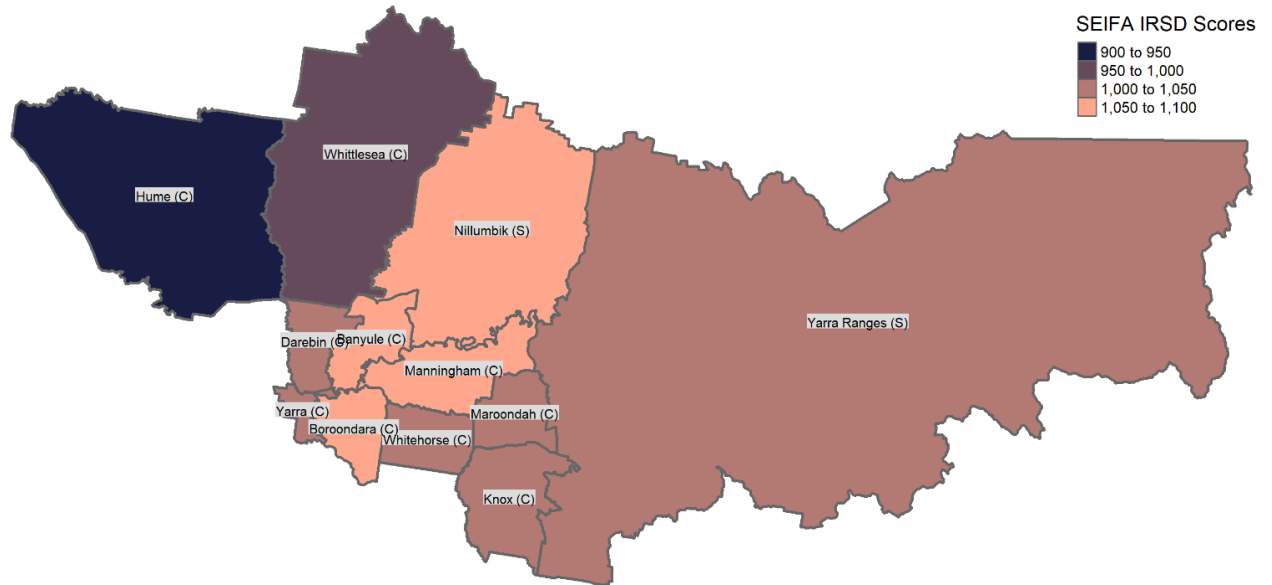 SEIFA IRSD Scores
900 to 950
950 to 1,000
1,000 to 1,050
1,050 to 1,100
Whittlesea (C)
Hume (C)
Nillumbik (S)
Yarra Ranges (S)
Darebin (C)
Banyule (C)
Manningham (C)
Yarra (C)
Maroondah (C)
Boroondara (C)
Whitehorse (C)
Knox (C)